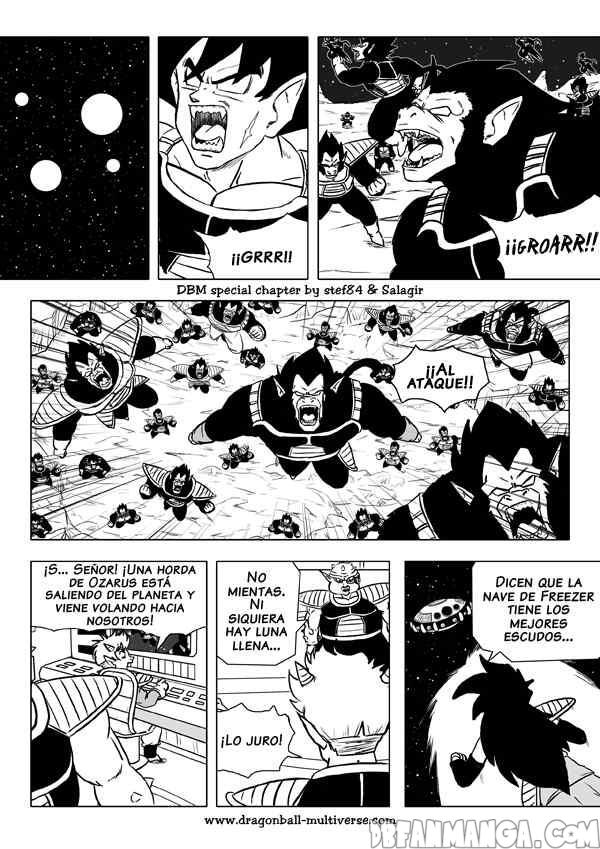 ¡¡GRRR!!
¡¡GROARR!!
DBM special chapter by stef84 & Salagir
¡¡AL
ATAQUE!!
¡S... SEÑOR! ¡UNA HORDA
DE OZARUS ESTÁ
SALIENDO DEL PLANETA Y
VIENE VOLANDO HACIA
NOSOTROS!
NO
MIENTAS.
NI
SIQUIERA
HAY LUNA
LLENA...
¡LO JURO!
DICEN QUE LA
NAVE DE FREEZER
TIENE LOS
MEJORES
ESCUDOS...
www.dragonball-multiverse.com
DBFANMANGA.COM